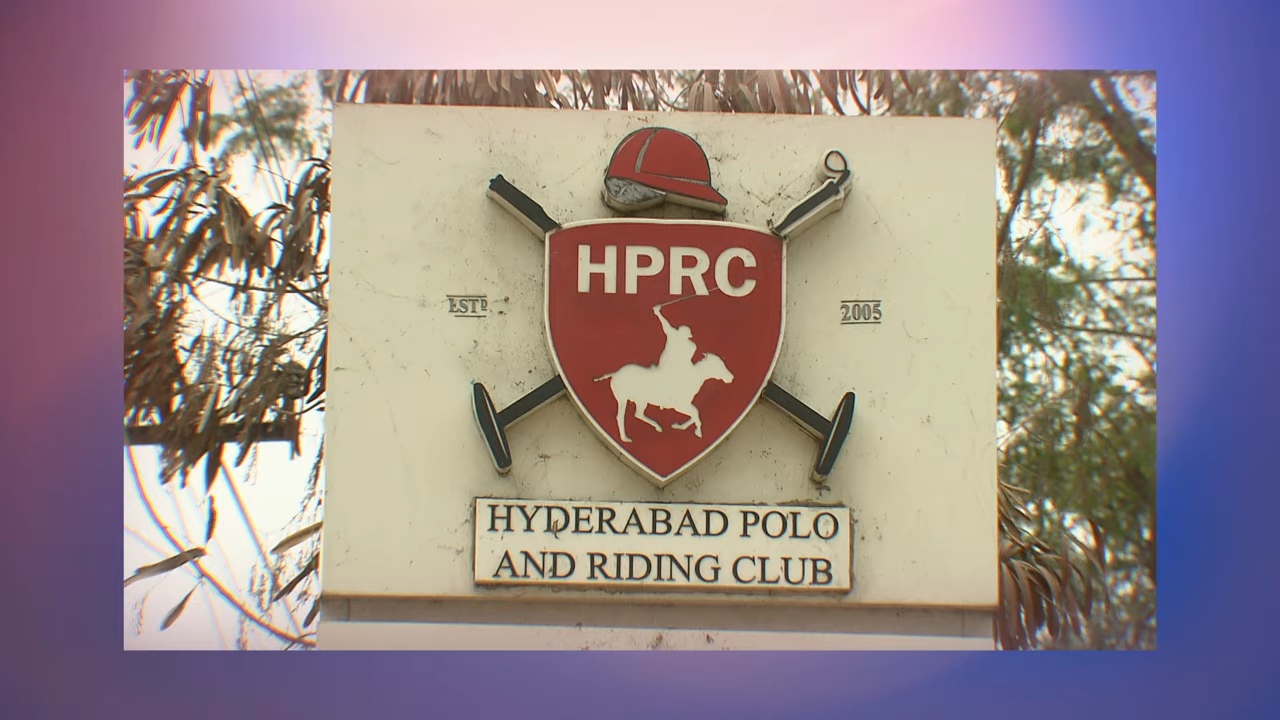 HPRC
ESTD
2005
HYDERABAD POLO
AND RIDING CLUB